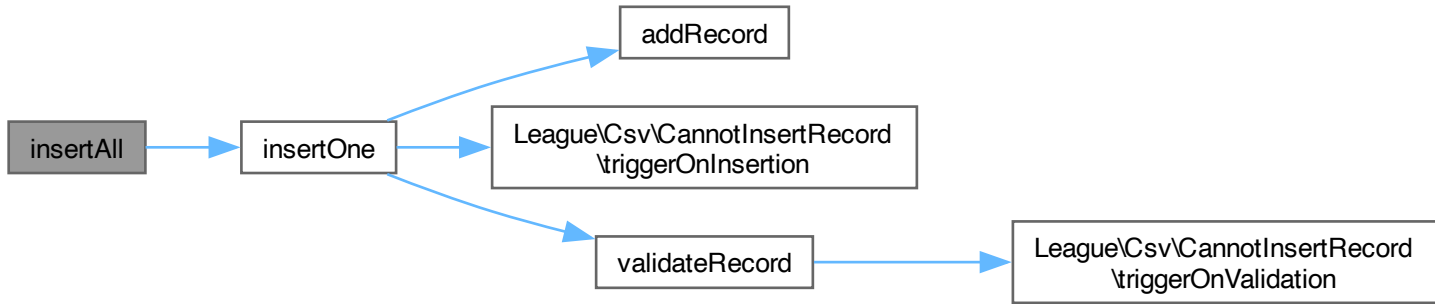 addRecord
insertAll
insertOne
League\Csv\CannotInsertRecord
\triggerOnInsertion
validateRecord
League\Csv\CannotInsertRecord
\triggerOnValidation